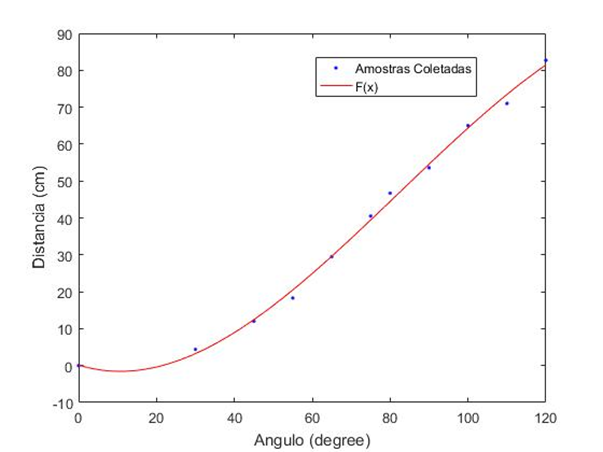 90
80
70
60
50
40
30
20
10
0
-10
Distancia (cm)
Amostras Coletadas
F(x)
0 20 40 60 80 100 120
Angulo (degree)